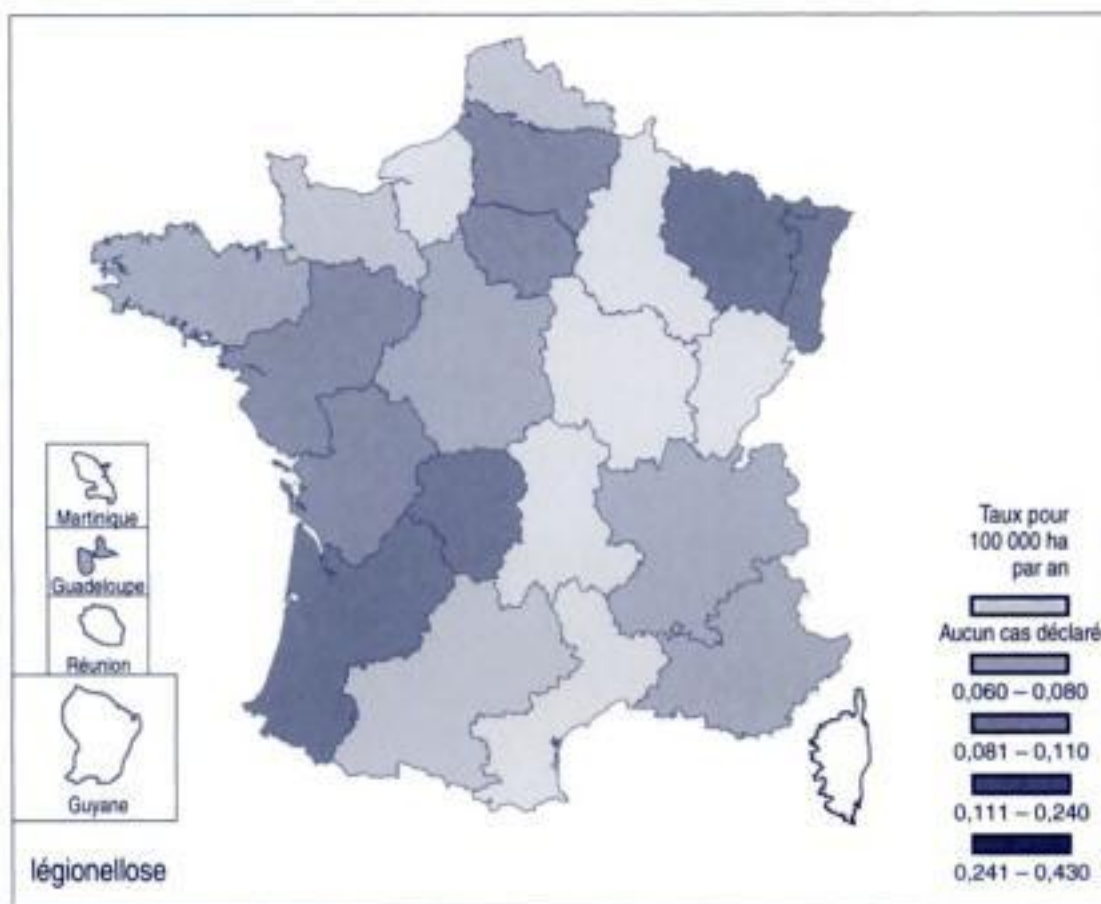 Martinique
Guadeloupe
Réunion
Guyane
légionellose
Taux pour
100 000 ha
par an
Aucun cas déclaré
0,060 – 0,080
0,081 – 0,110
0,111 – 0,240
0,241 – 0,430